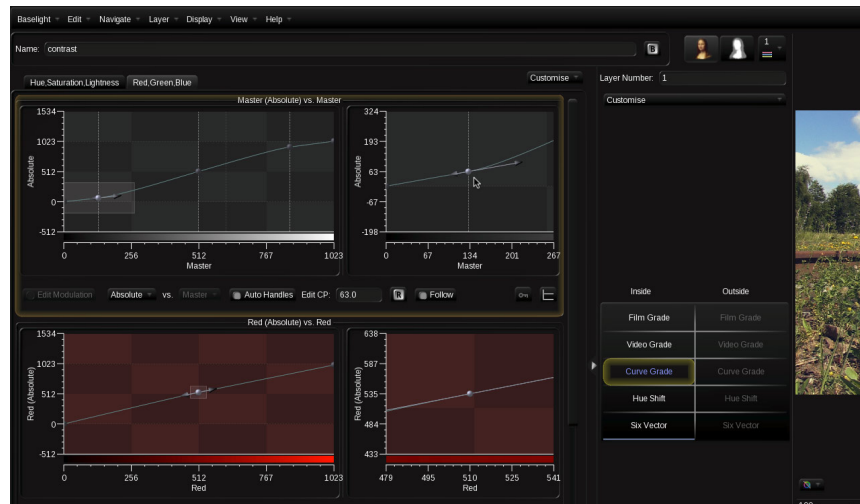 Baselight Edit Navigate Layer Display View Help
Name: contrast B 1
Hue,Saturation,Lightness Red,Green,Blue Customise Layer Number: 1
Customise
Master (Absolute) vs. Master
1534 324
1023 193
512 63
0 -67
-512 -198
Absolute Absolute
0 256 512 767 1023 0 67 134 201 267
Master Master
Edit Modulation Absolute vs. Master Auto Handles Edit CP: 63.0 R Follow
Inside Outside
Film Grade Film Grade
Video Grade Video Grade
Curve Grade Curve Grade
Hue Shift Hue Shift
Six Vector Six Vector
Red (Absolute) vs. Red
1534 638
1023 587
512 535
0 484
-512 433
Red (Absolute) Red (Absolute)
0 256 512 767 1023 479 495 510 525 541
Red Red